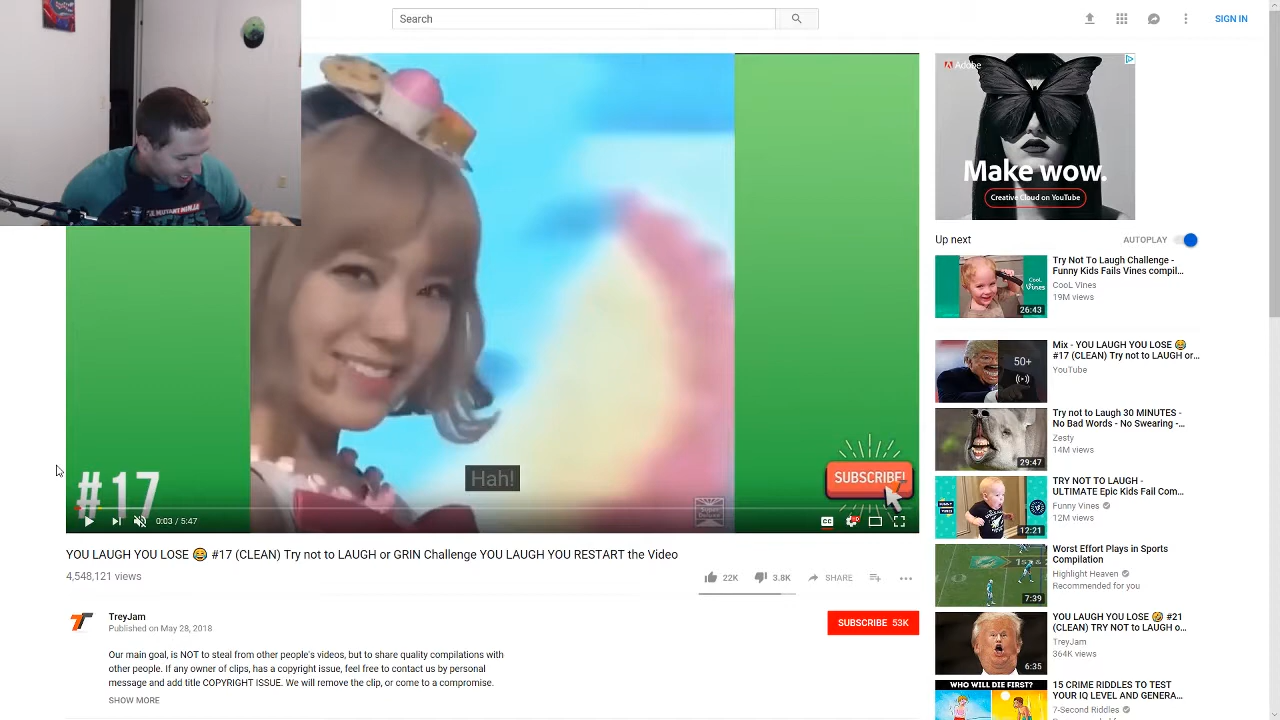 Search
SIGN IN
Adobe
Make wow.
Creative Cloud on YouTube
Hah!
#17
SUBSCRIBE!
0:03 / 5:47
CC
YOU LAUGH YOU LOSE 😂 #17 (CLEAN) Try not to LAUGH or GRIN Challenge YOU LAUGH YOU RESTART the Video
4,548,121 views
22K
3.8K
SHARE
TreyJam
Published on May 28, 2018
SUBSCRIBE 53K
Our main goal, is NOT to steal from other people's videos, but to share quality compilations with
other people. If any owner of clips, has a copyright issue, feel free to contact us by personal
message and add title COPYRIGHT ISSUE. We will remove the clip, or come to a compromise.
SHOW MORE
Up next
AUTOPLAY
Try Not To Laugh Challenge -
Funny Kids Fails Vines compil...
CooL Vines
19M views
CooL
Vines
26:43
Mix - YOU LAUGH YOU LOSE 😂
#17 (CLEAN) Try not to LAUGH or...
YouTube
50+
Try not to Laugh 30 MINUTES -
No Bad Words - No Swearing -...
Zesty
14M views
29:47
TRY NOT TO LAUGH -
ULTIMATE Epic Kids Fail Com...
Funny Vines
12M views
12:21
Worst Effort Plays in Sports
Compilation
Highlight Heaven
Recommended for you
7:39
YOU LAUGH YOU LOSE 🤣 #21
(CLEAN) TRY NOT to LAUGH o...
TreyJam
364K views
6:35
15 CRIME RIDDLES TO TEST
YOUR IQ LEVEL AND GENERA...
7-Second Riddles
WHO WILL DIE FIRST?